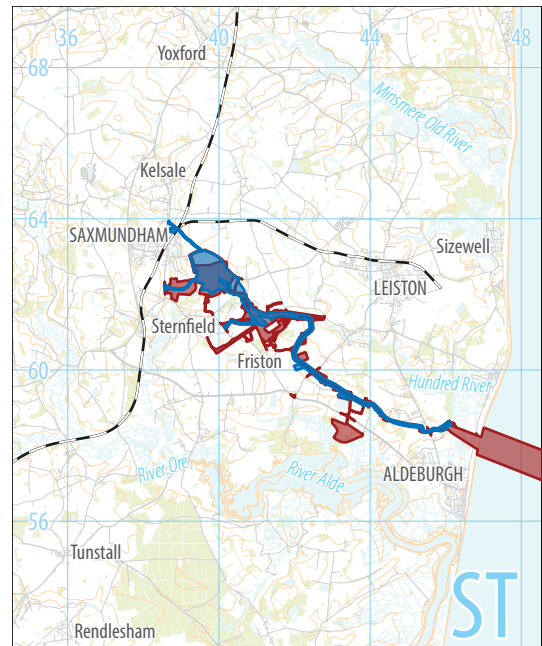 36
40
44
48
Yoxford
68
Minsmere Old River
Kelsale
64
SAXMUNDHAM
Sizewell
LEISTON
Sternfield
Friston
60
Hundred River
River Ore
River Alde
ALDEBURGH
56
Tunstall
ST
Rendlesham